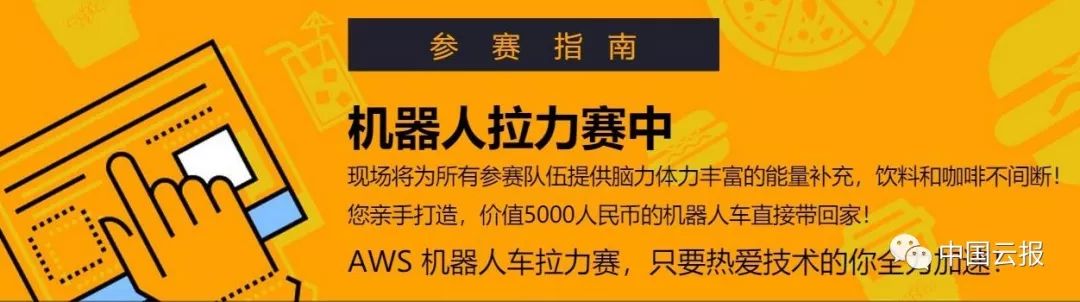 参赛指南
机器人拉力赛中
现场将为所有参赛队伍提供脑力体力丰富的能量补充，饮料和咖啡不间断！
您亲手打造，价值5000人民币的机器人车直接带回家！
AWS 机器人车拉力赛，只要热爱技术的你全力加速！
中国云报